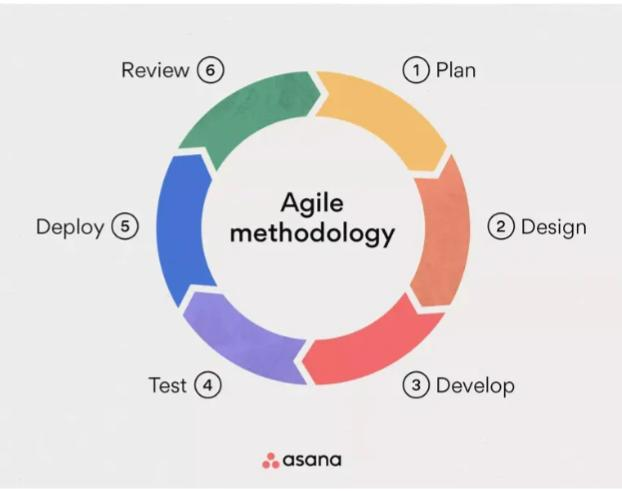 Agile
methodology
1 Plan
2 Design
3 Develop
4 Test
5 Deploy
6 Review
asana